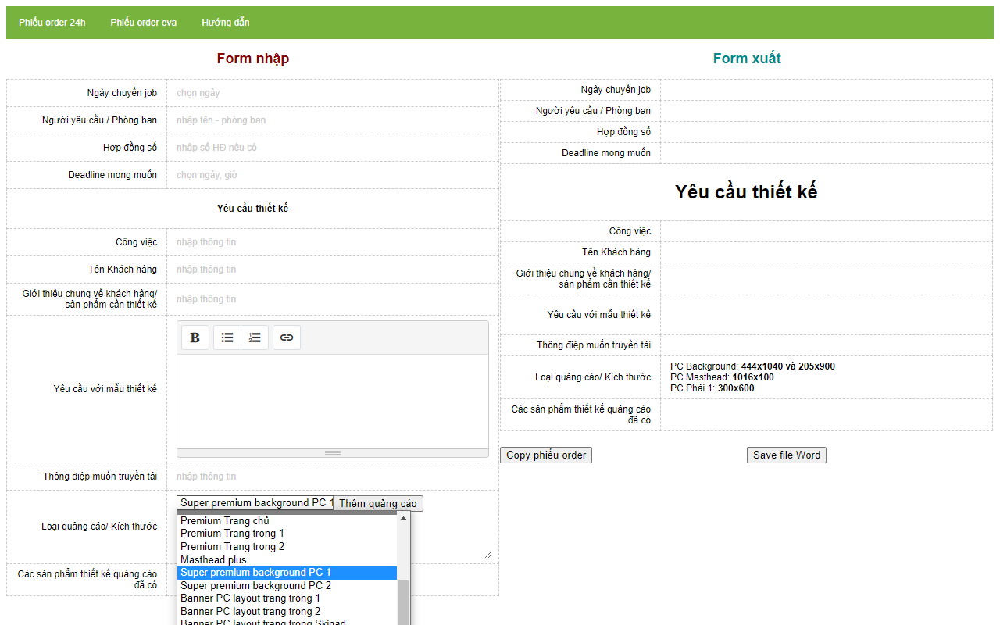 Phiếu order 24h
Phiếu order eva
Hướng dẫn
Form nhập
Ngày chuyển job
chọn ngày
Người yêu cầu / Phòng ban
nhập tên - phòng ban
Hợp đồng số
nhập số HĐ nếu có
Deadline mong muốn
chọn ngày, giờ
Yêu cầu thiết kế
Công việc
nhập thông tin
Tên Khách hàng
nhập thông tin
Giới thiệu chung về khách hàng/
sản phẩm cần thiết kế
nhập thông tin
Yêu cầu với mẫu thiết kế
B
Thông điệp muốn truyền tải
nhập thông tin
Loại quảng cáo/ Kích thước
Super premium background PC 1
Thêm quảng cáo
Premium Trang chủ
Premium Trang trong 1
Premium Trang trong 2
Masthead plus
Super premium background PC 1
Super premium background PC 2
Banner PC layout trang trong 1
Banner PC layout trang trong 2
Banner PC layout trang trong Skinad
Các sản phẩm thiết kế quảng cáo
đã có
Form xuất
Ngày chuyển job
Người yêu cầu / Phòng ban
Hợp đồng số
Deadline mong muốn
Yêu cầu thiết kế
Công việc
Tên Khách hàng
Giới thiệu chung về khách hàng/
sản phẩm cần thiết kế
Yêu cầu với mẫu thiết kế
Thông điệp muốn truyền tải
Loại quảng cáo/ Kích thước
PC Background: 444x1040 và 205x900
PC Masthead: 1016x100
PC Phải 1: 300x600
Các sản phẩm thiết kế quảng cáo
đã có
Copy phiếu order
Save file Word